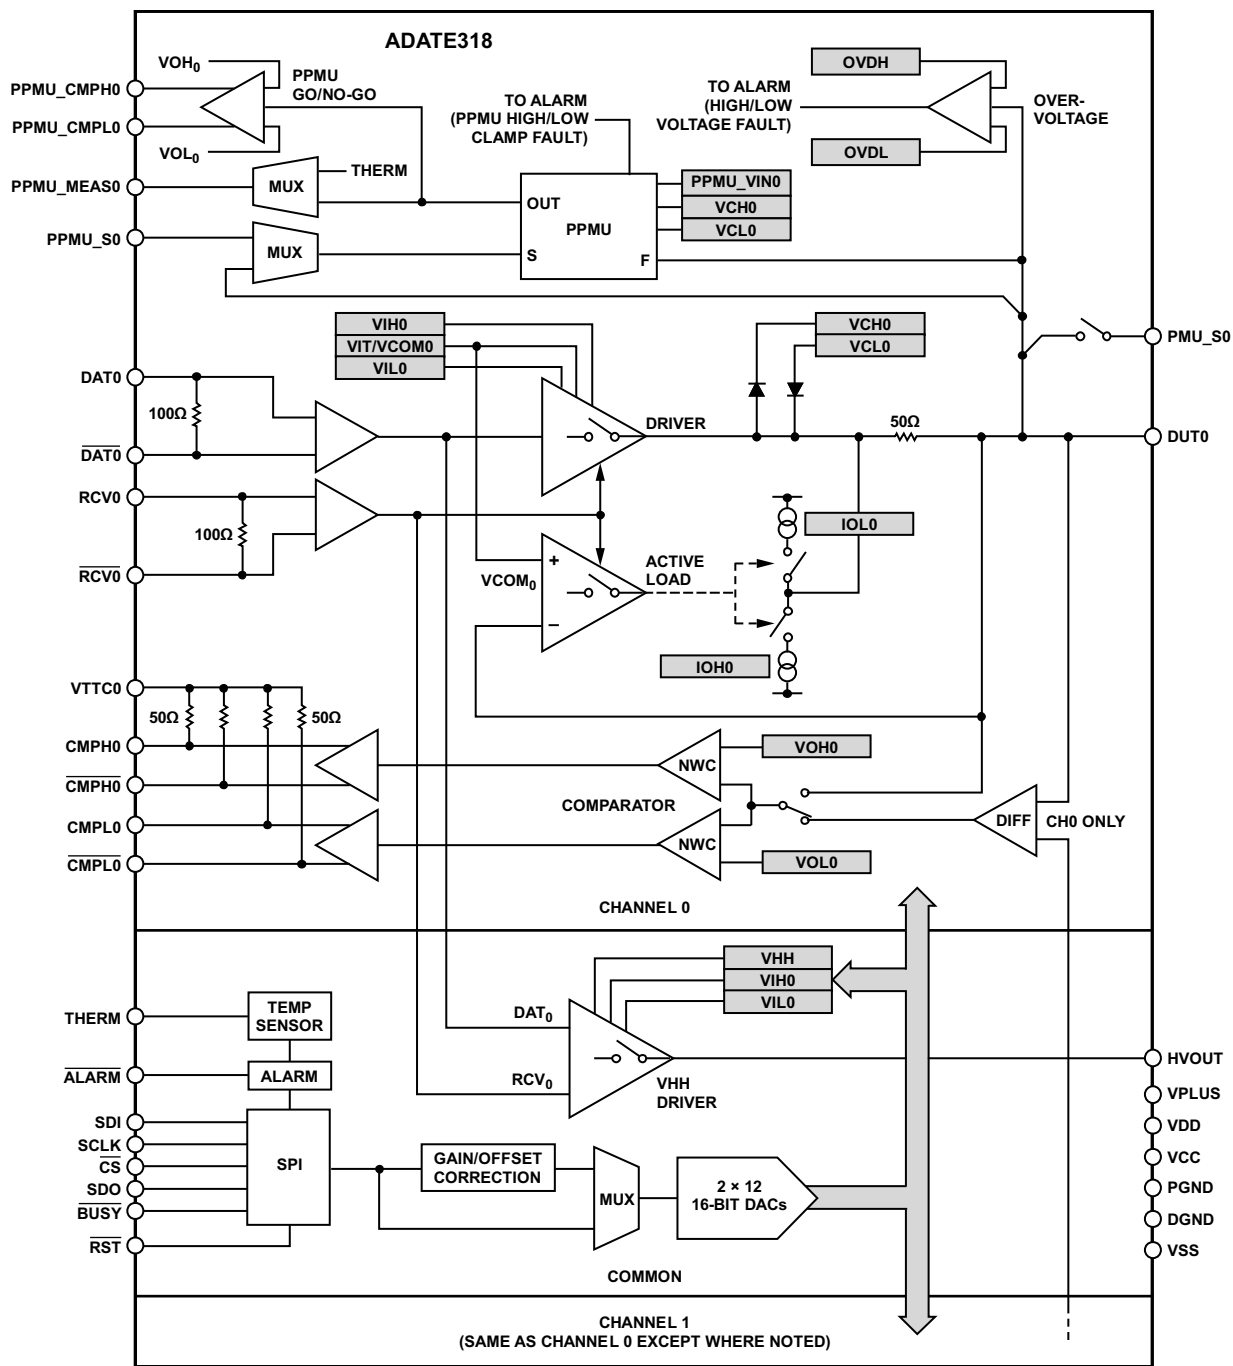 ADATE318
VOH0
PPMU_CMPH0
PPMU
GO/NO-GO
PPMU_CMPL0
VOL0
TO ALARM
(PPMU HIGH/LOW
CLAMP FAULT)
TO ALARM
(HIGH/LOW
VOLTAGE FAULT)
OVDH
OVER-
VOLTAGE
OVDL
PPMU_MEAS0
MUX
THERM
PPMU_S0
MUX
OUT
PPMU
S
F
PPMU_VIN0
VCH0
VCL0
VIH0
VIT/VCOM0
VIL0
VCH0
VCL0
PMU_S0
DAT0
100Ω
DAT0
DRIVER
50Ω
DUT0
RCV0
100Ω
RCV0
VCOM0
+
–
ACTIVE
LOAD
IOL0
IOH0
VTTC0
50Ω
50Ω
CMPH0
CMPH0
CMPL0
CMPL0
NWC
COMPARATOR
NWC
VOH0
VOL0
DIFF
CH0 ONLY
CHANNEL 0
VHH
VIH0
VIL0
THERM
TEMP
SENSOR
DAT0
RCV0
VHH
DRIVER
HVOUT
ALARM
ALARM
VPLUS
VDD
VCC
PGND
DGND
VSS
SDI
SCLK
CS
SDO
BUSY
RST
SPI
GAIN/OFFSET
CORRECTION
MUX
2 × 12
16-BIT DACs
COMMON
CHANNEL 1
(SAME AS CHANNEL 0 EXCEPT WHERE NOTED)